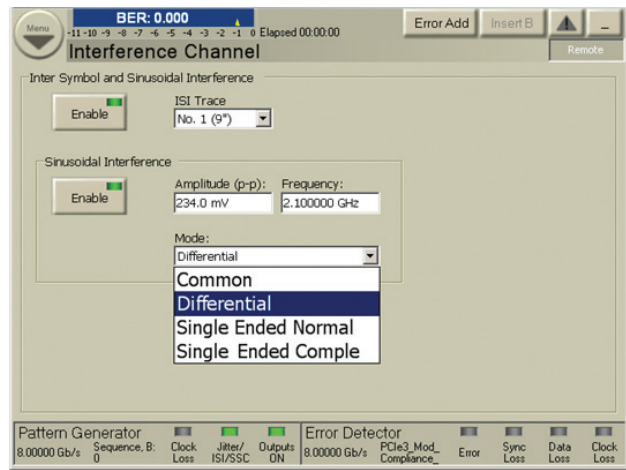 Menu
BER: 0.000
-11 -10 -9 -8 -7 -6 -5 -4 -3 -2 -1 0 Elapsed 00:00:00
Error Add
Insert B
Interference Channel
Remote
Inter Symbol and Sinusoidal Interference
Enable
ISI Trace
No. 1 (9")
Sinusoidal Interference
Enable
Amplitude (p-p): Frequency:
234.0 mV 2.100000 GHz
Mode:
Differential
Common
Differential
Single Ended Normal
Single Ended Comple
Pattern Generator
8.00000 Gb/s
Sequence, B:
0
Clock
Loss
Jitter/
ISI/SSC
Outputs
ON
Error Detector
8.00000 Gb/s
PCIe3_Mod_
Compliance_
Error
Sync
Loss
Data
Loss
Clock
Loss